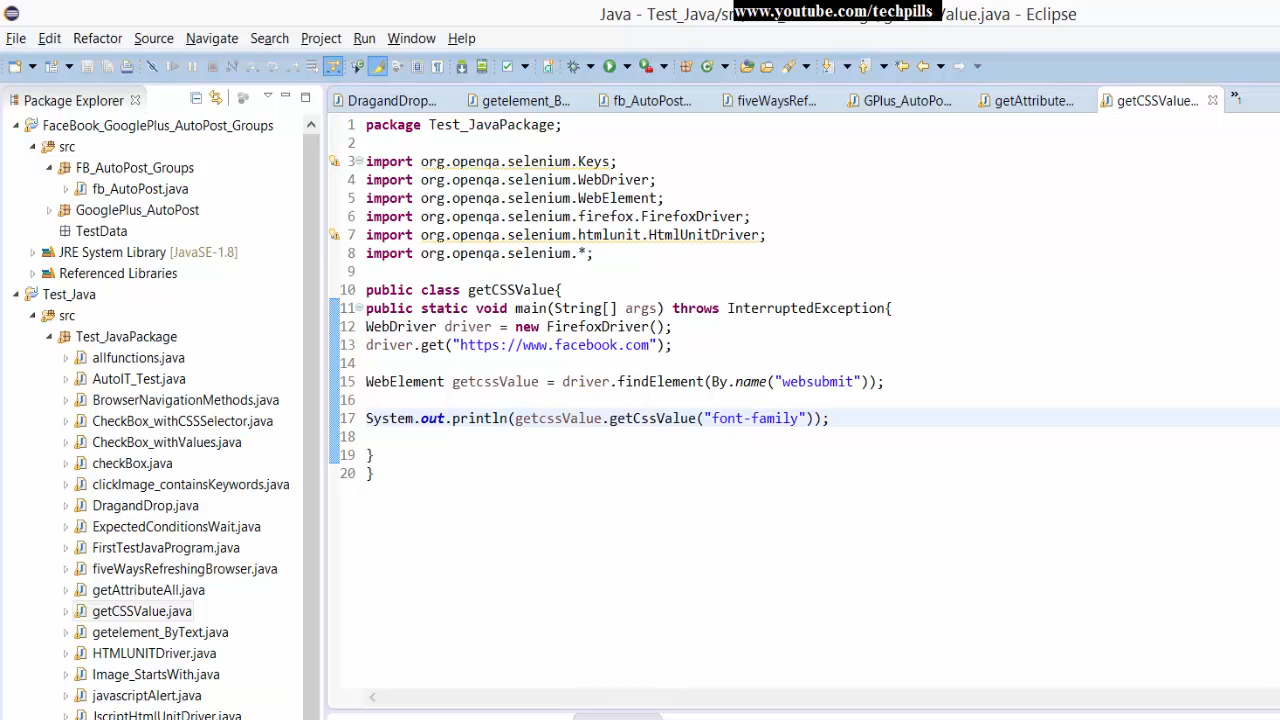 Java - Test_Java/sr
www.youtube.com/techpills
Value.java - Eclipse
File Edit Refactor Source Navigate Search Project Run Window Help
Package Explorer
DragandDrop... getelement_B... fb_AutoPost... fiveWaysRef... GPlus_AutoPo... getAttribute... getCSSValue... »1
FaceBook_GooglePlus_AutoPost_Groups
src
FB_AutoPost_Groups
fb_AutoPost.java
GooglePlus_AutoPost
TestData
JRE System Library [JavaSE-1.8]
Referenced Libraries
Test_Java
src
Test_JavaPackage
allfunctions.java
AutoIT_Test.java
BrowserNavigationMethods.java
CheckBox_withCSSSelector.java
CheckBox_withValues.java
checkBox.java
clickImage_containsKeywords.java
DragandDrop.java
ExpectedConditionsWait.java
FirstTestJavaProgram.java
fiveWaysRefreshingBrowser.java
getAttributeAll.java
getCSSValue.java
getelement_ByText.java
HTMLUNITDriver.java
Image_StartsWith.java
javascriptAlert.java
JscriptHtmlUnitDriver.java
1 package Test_JavaPackage;
2
3 import org.openqa.selenium.Keys;
4 import org.openqa.selenium.WebDriver;
5 import org.openqa.selenium.WebElement;
6 import org.openqa.selenium.firefox.FirefoxDriver;
7 import org.openqa.selenium.htmlunit.HtmlUnitDriver;
8 import org.openqa.selenium.*;
9
10 public class getCSSValue{
11 public static void main(String[] args) throws InterruptedException{
12 WebDriver driver = new FirefoxDriver();
13 driver.get("https://www.facebook.com");
14
15 WebElement getcssValue = driver.findElement(By.name("websubmit"));
16
17 System.out.println(getcssValue.getCssValue("font-family"));
18
19 }
20 }